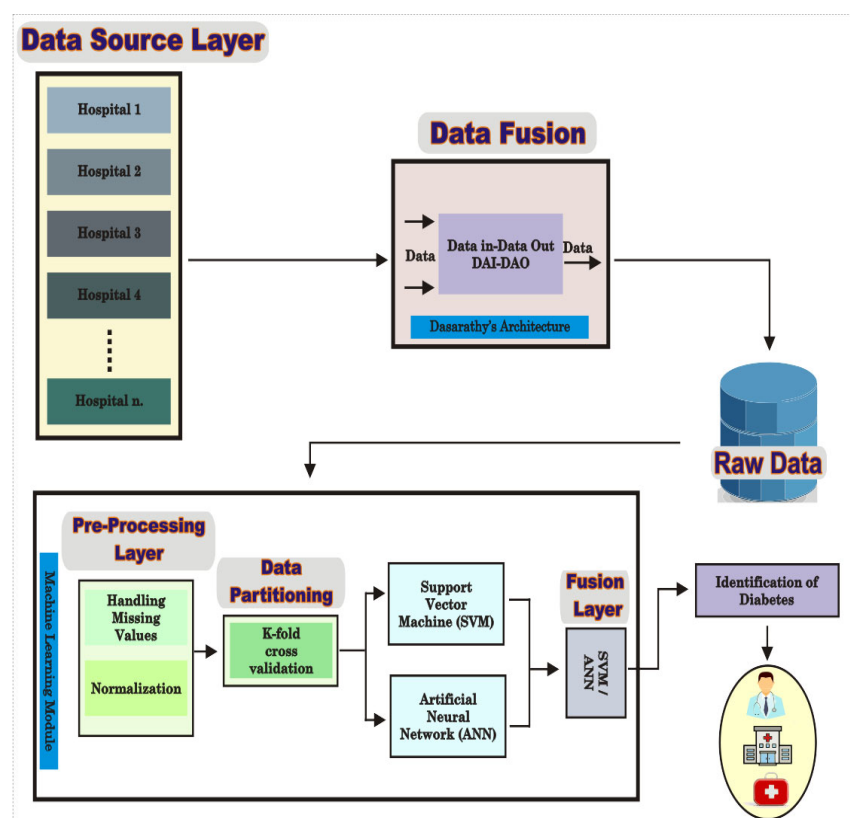 Data Source Layer
Hospital 1
Hospital 2
Hospital 3
Hospital 4
Hospital n.
Data Fusion
Data
Data in-Data Out
DAI-DAO
Data
Dasarathy's Architecture
Raw Data
Machine Learning Module
Pre-Processing
Layer
Handling
Missing
Values
Normalization
Data
Partitioning
K-fold
cross
validation
Support
Vector
Machine (SVM)
Artificial
Neural
Network (ANN)
Fusion
Layer
SVM /
ANN
Identification of
Diabetes